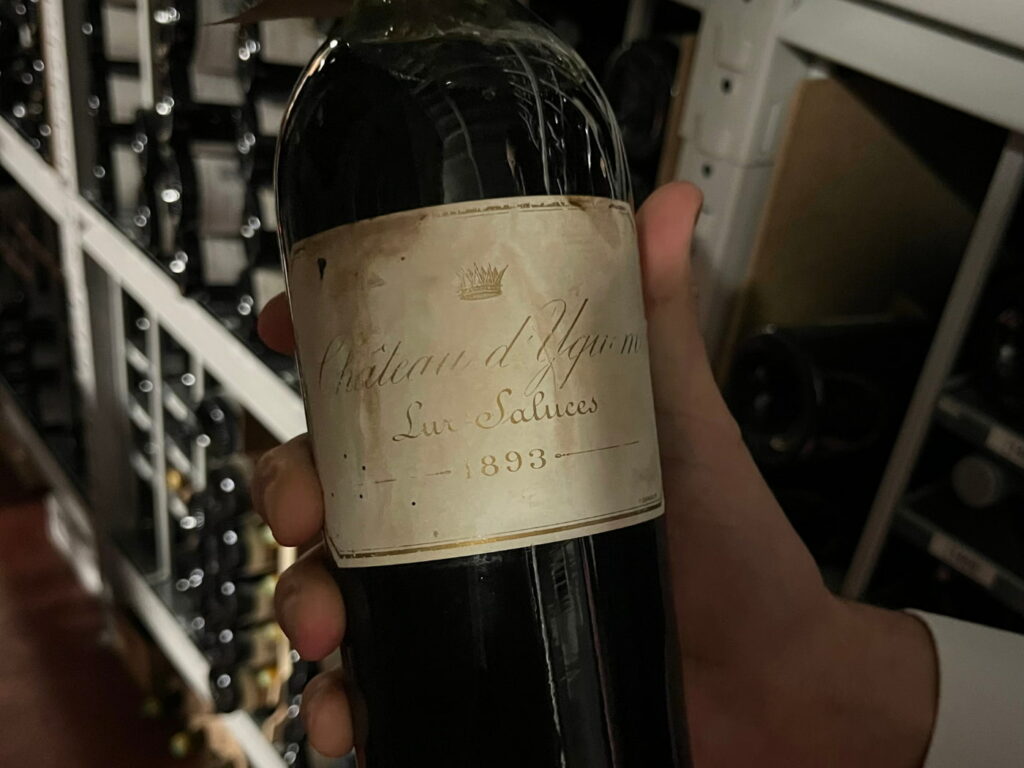 Château d'Yquem
Lur-Saluces
1893